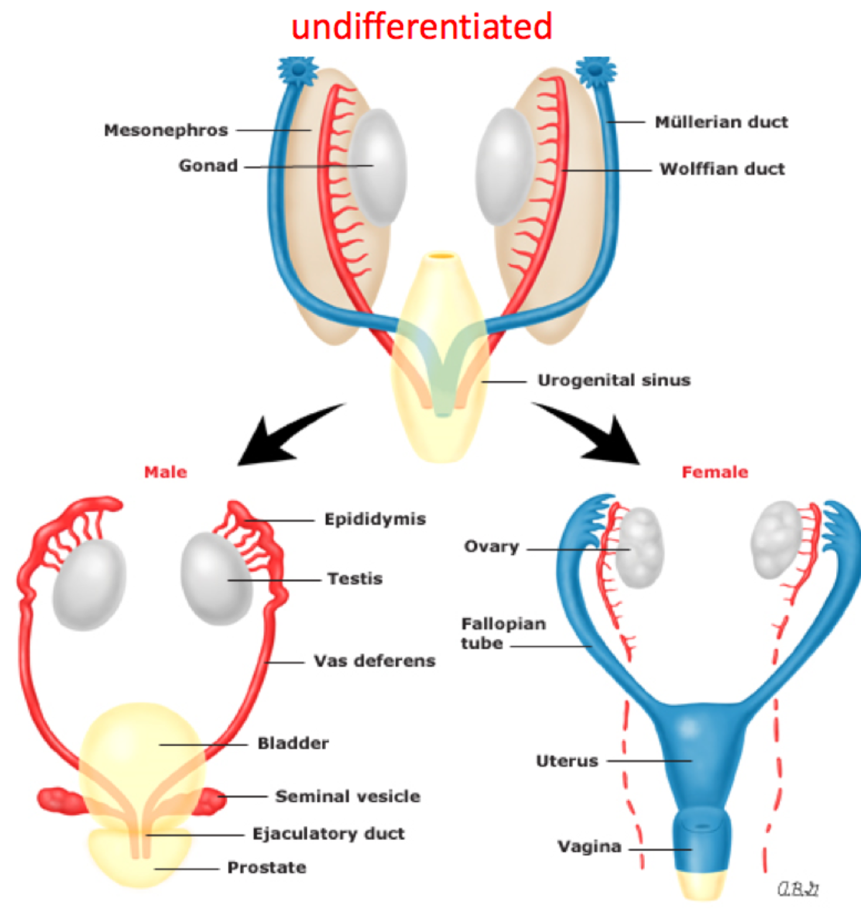 undifferentiated
Mesonephros
Gonad
Müllerian duct
Wolffian duct
Urogenital sinus
Male
Female
Epididymis
Testis
Vas deferens
Bladder
Seminal vesicle
Ejaculatory duct
Prostate
Ovary
Fallopian
tube
Uterus
Vagina